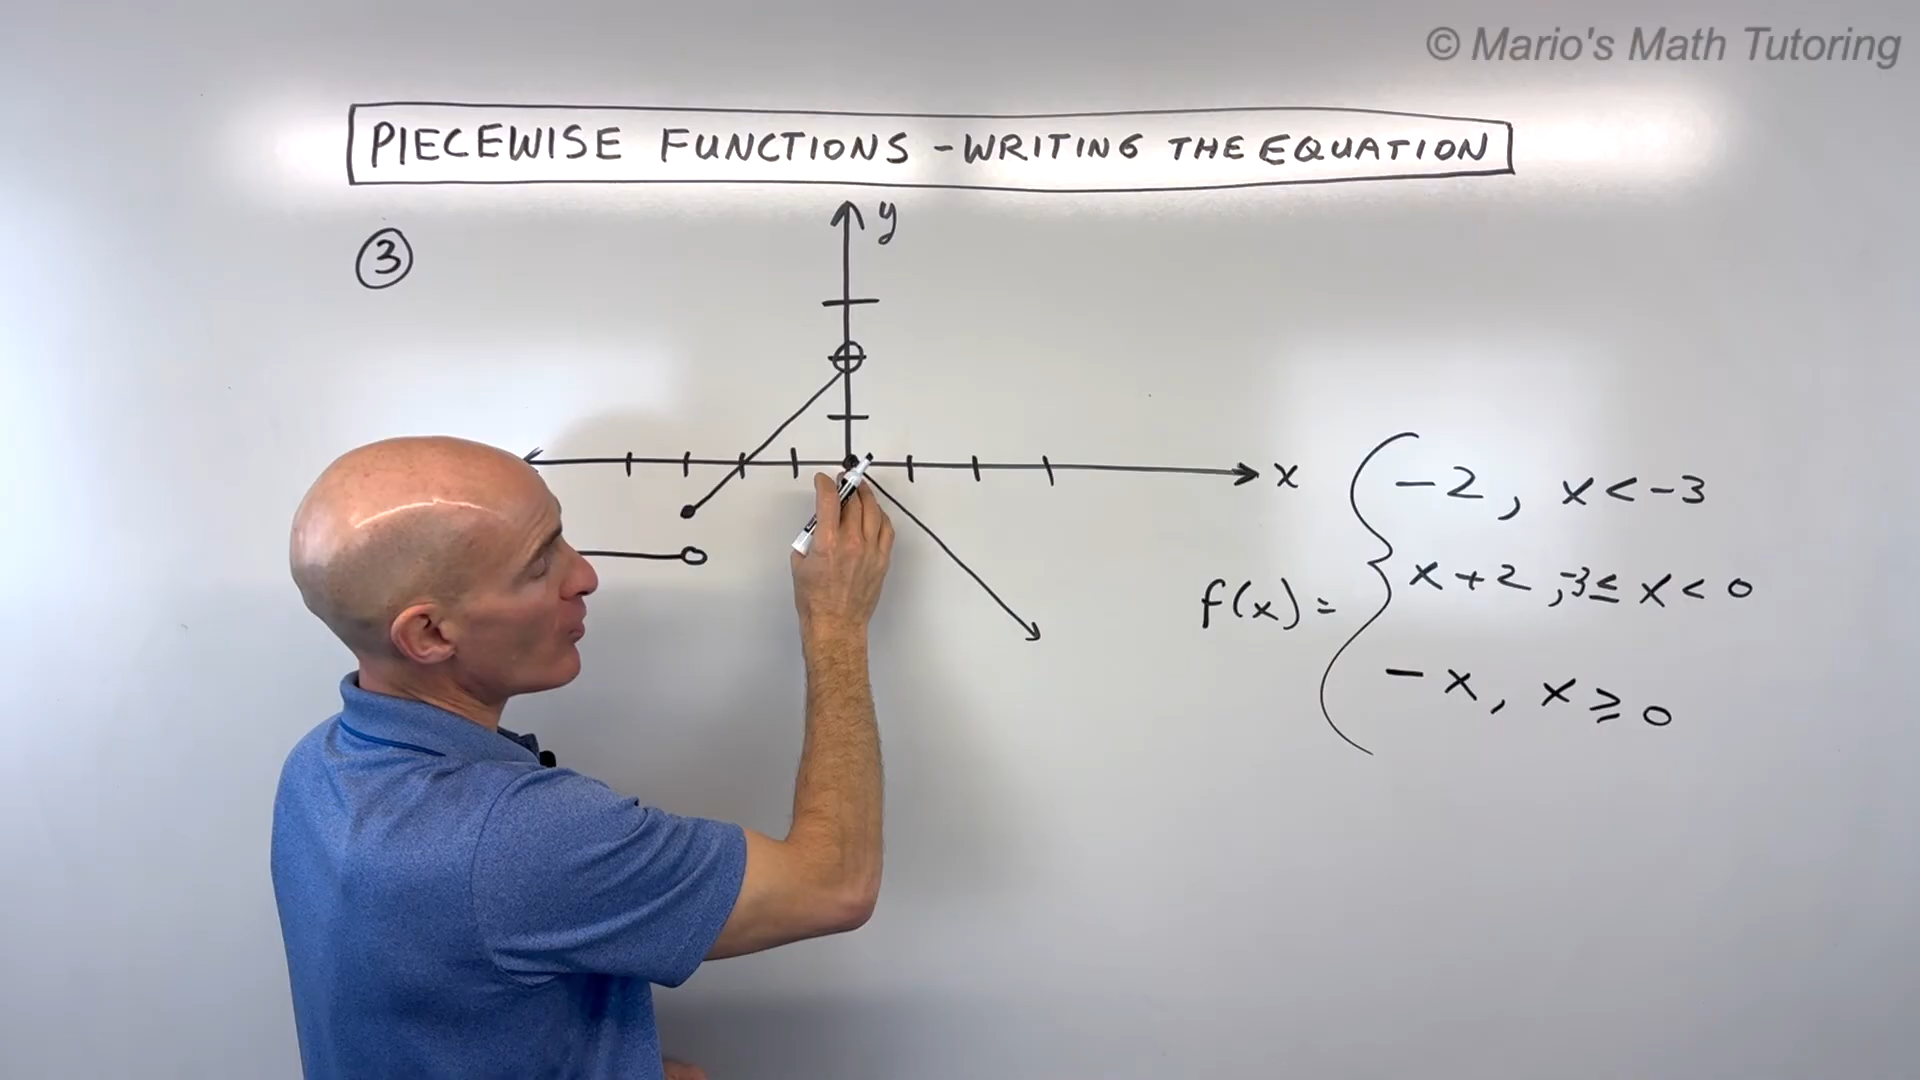 © Mario's Math Tutoring
PIECEWISE FUNCTIONS - WRITING THE EQUATION
③
y
x
-2, x < -3
f(x) =
x + 2, -3 ≤ x < 0
-x, x ≥ 0